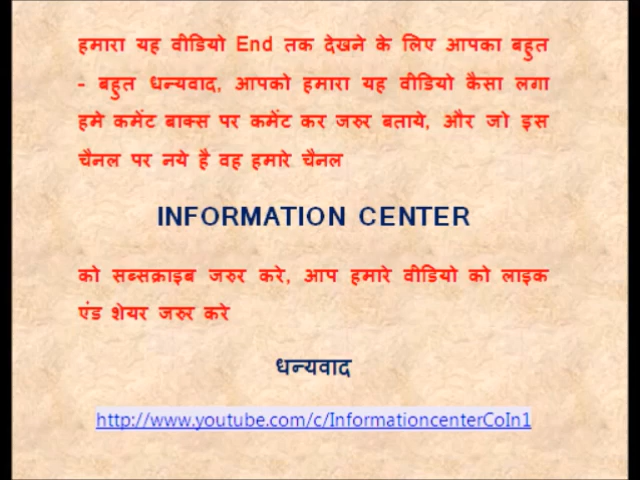 हमारा यह वीडियो End तक देखने के लिए आपका बहुत
- बहुत धन्यवाद, आपको हमारा यह वीडियो कैसा लगा
हमे कमेंट बाक्स पर कमेंट कर जरुर बताये, और जो इस
चैनल पर नये है वह हमारे चैनल
INFORMATION CENTER
को सब्सक्राइब जरुर करे, आप हमारे वीडियो को लाइक
एंड शेयर जरुर करे
धन्यवाद
http://www.youtube.com/c/InformationcenterCoIn1